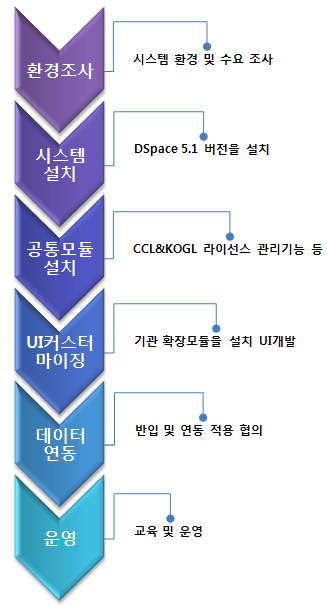 환경조사
시스템 환경 및 수요 조사
시스템
설치
DSpace 5.1 버전을 설치
공통모듈
설치
CCL&KOGL 라이선스 관리기능 등
UI커스터
마이징
기관 확장모듈을 설치 UI개발
데이터
연동
반입 및 연동 적용 협의
운영
교육 및 운영